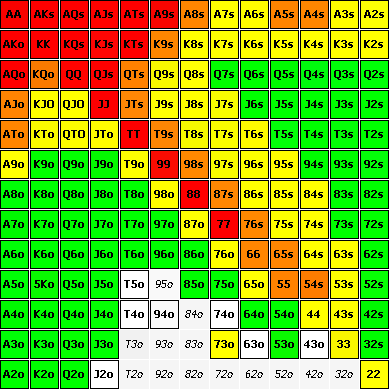 AA AKs AQs AJs ATs A9s A8s A7s A6s A5s A4s A3s A2s
AKo KK KQs KJs KTs K9s K8s K7s K6s K5s K4s K3s K2s
AQo KQo QQ QJs QTs Q9s Q8s Q7s Q6s Q5s Q4s Q3s Q2s
AJo KJO QJO JJ JTs J9s J8s J7s J6s J5s J4s J3s J2s
ATo KTo QTO JTo TT T9s T8s T7s T6s T5s T4s T3s T2s
A9o K9o Q9o J9o T9o 99 98s 97s 96s 95s 94s 93s 92s
A8o K8o Q8o J8o T8o 98o 88 87s 86s 85s 84s 83s 82s
A7o K7o Q7o J7o T7o 97o 87o 77 76s 75s 74s 73s 72s
A6o K6o Q6o J6o T6o 96o 86o 76o 66 65s 64s 63s 62s
A5o 5Ko Q5o J5o T5o 95o 85o 75o 65o 55 54s 53s 52s
A4o K4o Q4o J4o T4o 94o 84o 74o 64o 54o 44 43s 42s
A3o K3o Q3o J3o T3o 93o 83o 73o 63o 53o 43o 33 32s
A2o K2o Q2o J2o T2o 92o 82o 72o 62o 52o 42o 32o 22